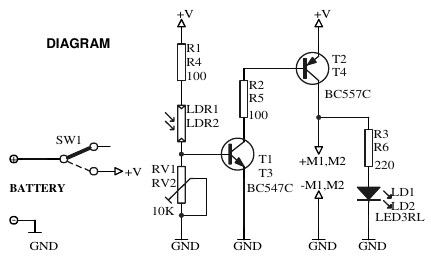 DIAGRAM
+V
R1
R4
100
LDR1
LDR2
RV1
RV2
10K
GND
SW1
+V
BATTERY
GND
R2
R5
100
T1
T3
BC547C
GND
+V
T2
T4
BC557C
+M1,M2
-M1,M2
GND
R3
R6
220
LD1
LD2
LED3RL
GND